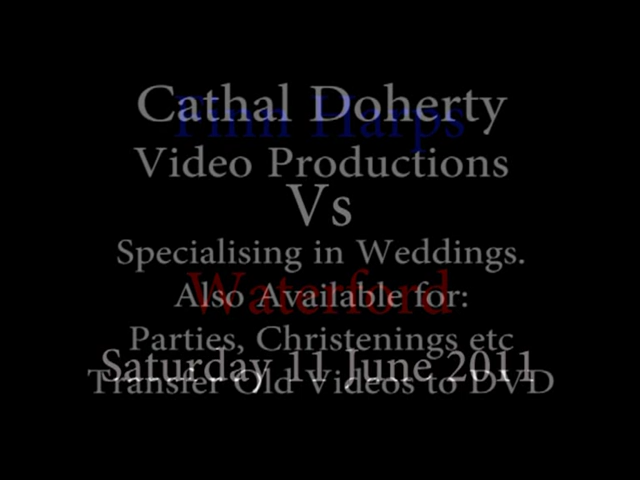 Cathal Doherty
Finn Harps
Video Productions
Vs
Specialising in Weddings.
Waterford
Also Available for:
Parties, Christenings etc
Saturday 11 June 2011
Transfer Old Videos to DVD